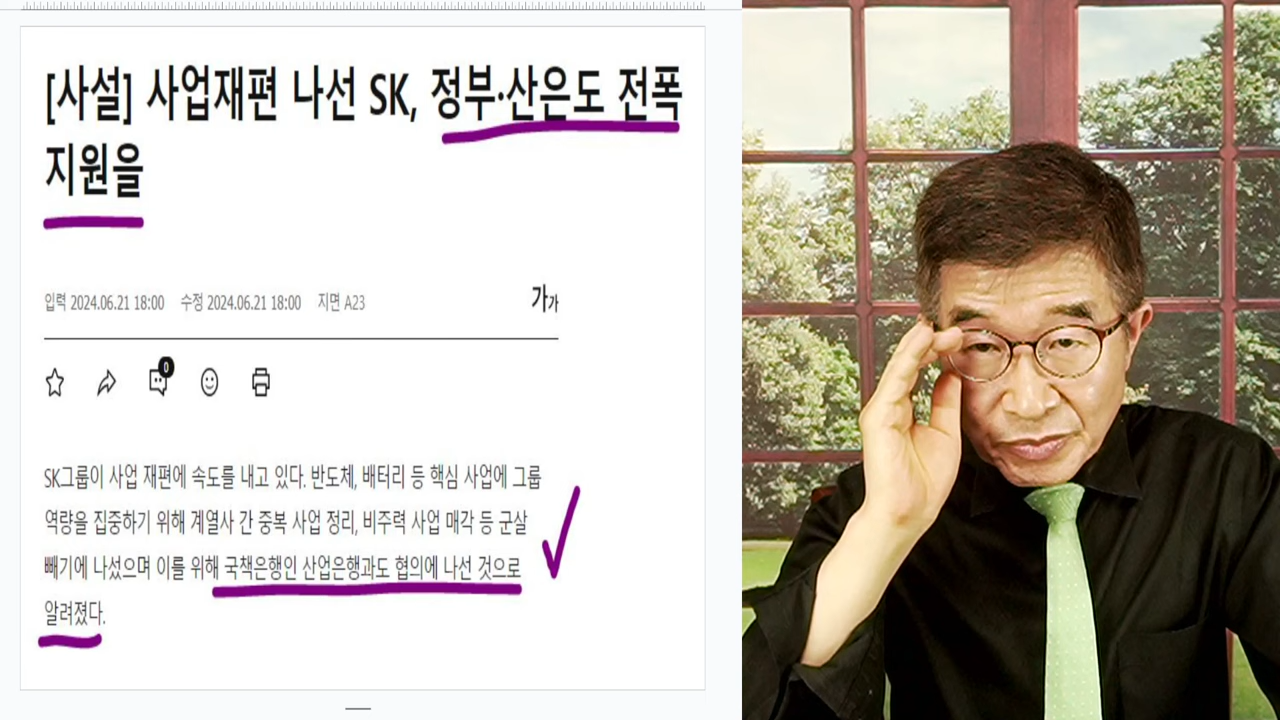 [사설] 사업재편 나선 SK, 정부·산은도 전폭
지원을
입력 2024.06.21 18:00 수정 2024.06.21 18:00 지면 A23
가가
0
SK그룹이 사업 재편에 속도를 내고 있다. 반도체, 배터리 등 핵심 사업에 그룹
역량을 집중하기 위해 계열사 간 중복 사업 정리, 비주력 사업 매각 등 군살
빼기에 나섰으며 이를 위해 국책은행인 산업은행과도 협의에 나선 것으로
알려졌다.